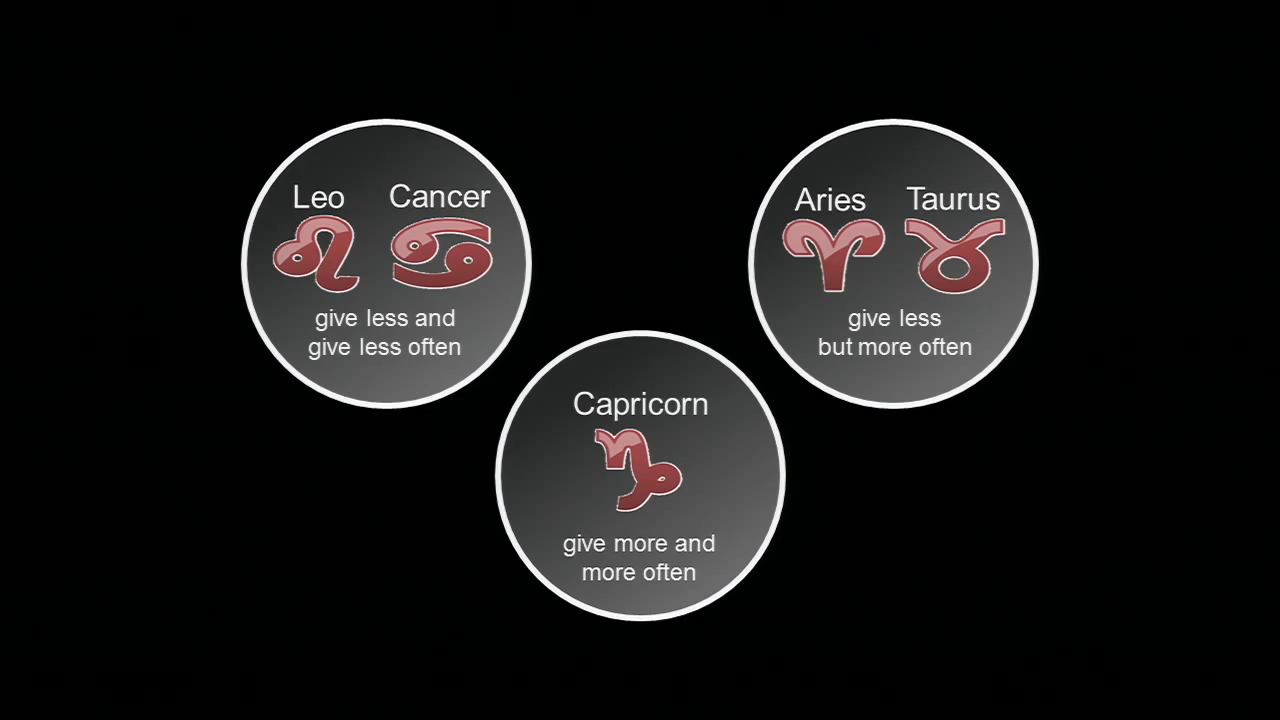 Leo Cancer
give less and
give less often
Aries Taurus
give less
but more often
Capricorn
give more and
more often